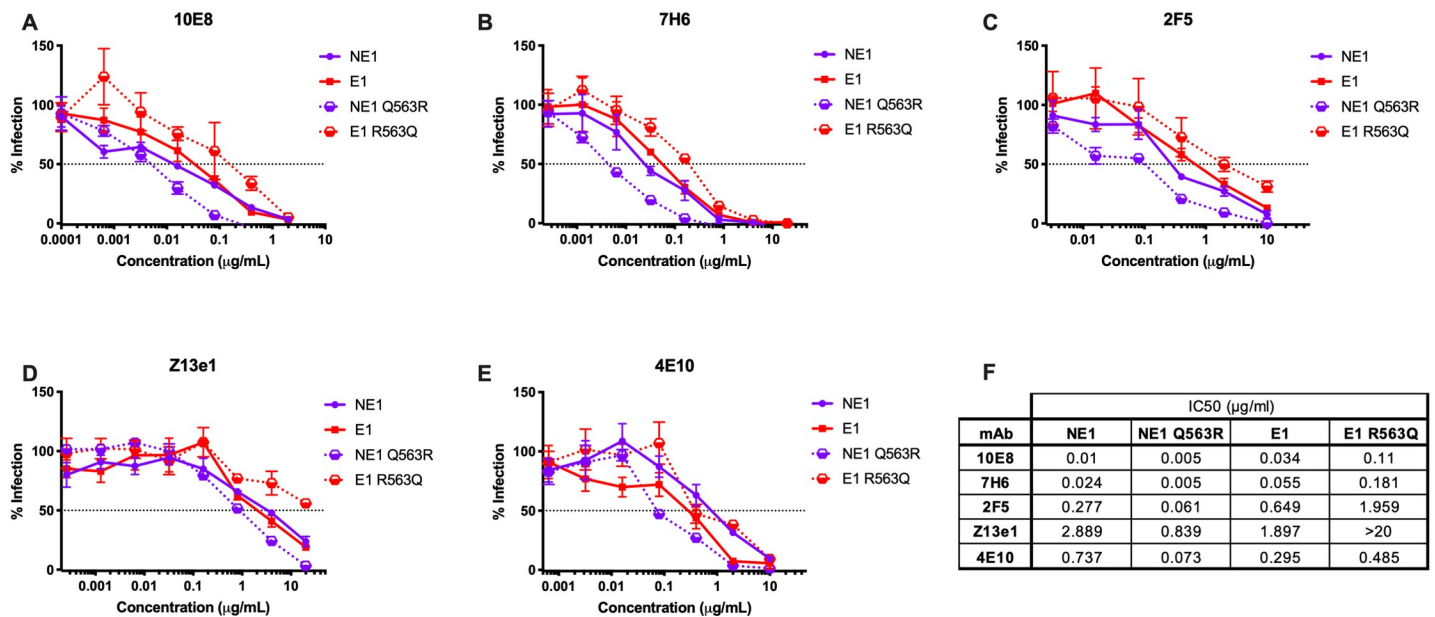 A
10E8
150
100
50
0
% Infection
0.0001
0.001
0.01
0.1
1
10
Concentration (μg/mL)
NE1
E1
NE1 Q563R
E1 R563Q
B
7H6
150
100
50
0
% Infection
0.001
0.01
0.1
1
10
Concentration (μg/mL)
NE1
E1
NE1 Q563R
E1 R563Q
C
2F5
150
100
50
0
% Infection
0.01
0.1
1
10
Concentration (μg/mL)
NE1
E1
NE1 Q563R
E1 R563Q
D
Z13e1
150
100
50
0
% Infection
0.001
0.01
0.1
1
10
Concentration (μg/mL)
NE1
E1
NE1 Q563R
E1 R563Q
E
4E10
150
100
50
0
% Infection
0.001
0.01
0.1
1
10
Concentration (μg/mL)
NE1
E1
NE1 Q563R
E1 R563Q
F
IC50 (μg/ml)
mAb NE1 NE1 Q563R E1 E1 R563Q
10E8 0.01 0.005 0.034 0.11
7H6 0.024 0.005 0.055 0.181
2F5 0.277 0.061 0.649 1.959
Z13e1 2.889 0.839 1.897 >20
4E10 0.737 0.073 0.295 0.485